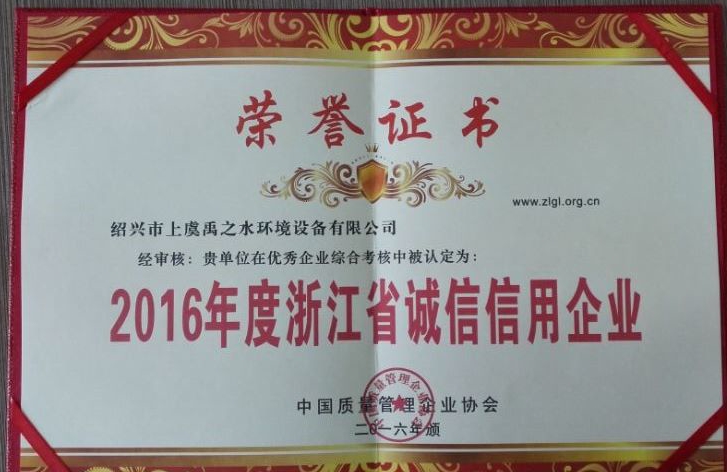 荣誉证书
www.zlgl.org.cn
绍兴市上虞禹之水环境设备有限公司
经审核：贵单位在优秀企业综合考核中被认定为：
2016年度浙江省诚信信用企业
中国质量管理企业协会
二〇一六年颁